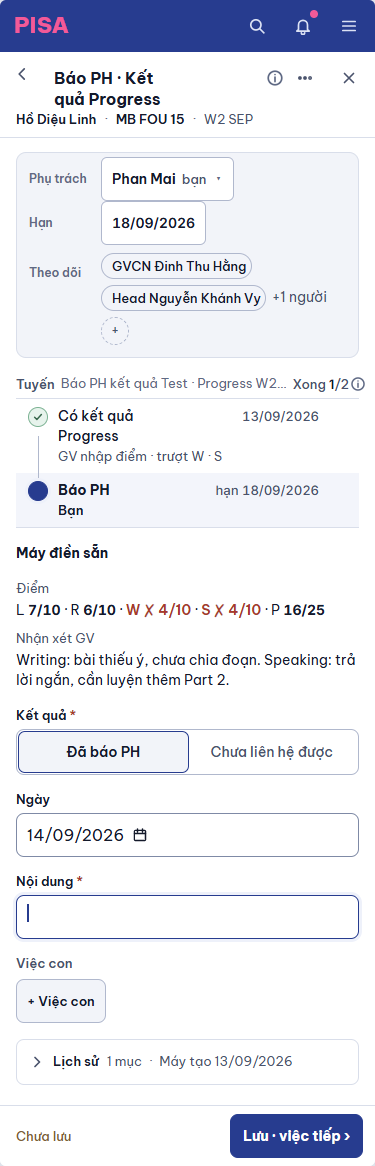 PISA
Báo PH · Kết
quả Progress
Hồ Diệu Linh · MB FOU 15 · W2 SEP
Phụ trách Phan Mai bạn
Hạn 18/09/2026
Theo dõi GVCN Đinh Thu Hằng
Head Nguyễn Khánh Vy +1 người
+
Tuyến Báo PH kết quả Test · Progress W2... Xong 1/2
Có kết quả 13/09/2026
Progress
GV nhập điểm · trượt W · S
Báo PH hạn 18/09/2026
Bạn
Máy điền sẵn
Điểm
L 7/10 · R 6/10 · W ✗ 4/10 · S ✗ 4/10 · P 16/25
Nhận xét GV
Writing: bài thiếu ý, chưa chia đoạn. Speaking: trả
lời ngắn, cần luyện thêm Part 2.
Kết quả *
Đã báo PH Chưa liên hệ được
Ngày
14/09/2026
Nội dung *
Việc con
+ Việc con
Lịch sử 1 mục · Máy tạo 13/09/2026
Chưa lưu Lưu · việc tiếp ›